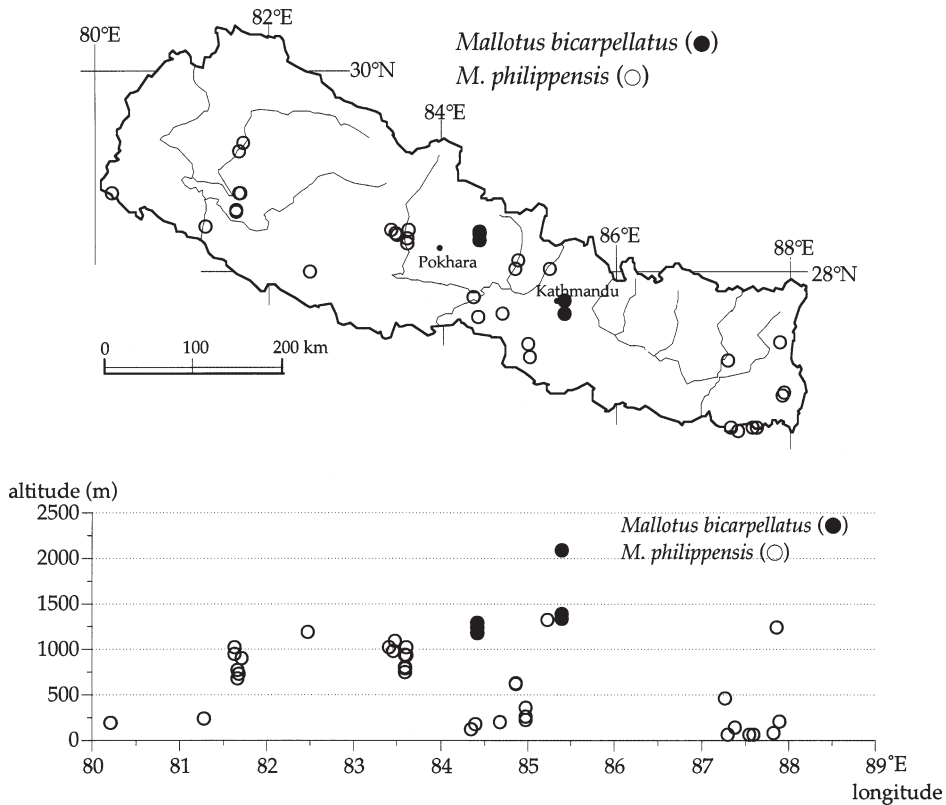 82°E
80°E
Mallotus bicarpellatus (●)
30°N
M. philippensis (○)
84°E
86°E
88°E
Pokhara
28°N
Kathmandu
0 100 200 km
altitude (m)
2500
Mallotus bicarpellatus (●)
M. philippensis (○)
2000
1500
1000
500
0
80 81 82 83 84 85 86 87 88 89°E
longitude